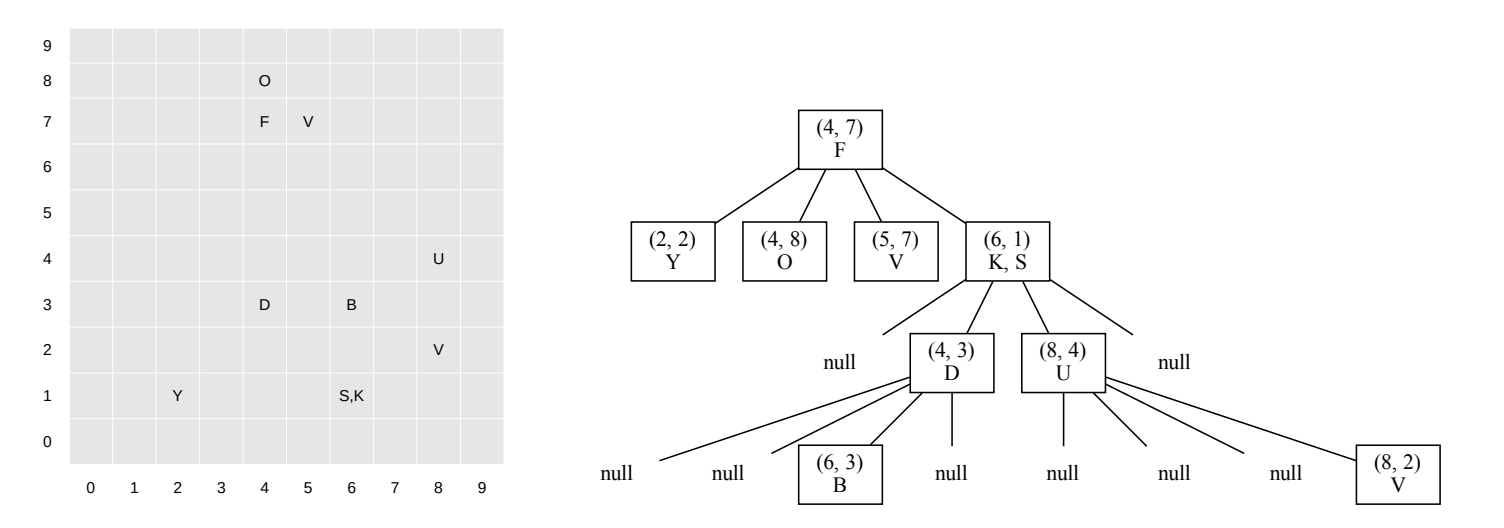 9
8 O
7 F V
6
5
4 U
3 D B
2 V
1 Y S,K
0
0 1 2 3 4 5 6 7 8 9
(4, 7)
F
(2, 2) (4, 8) (5, 7) (6, 1)
Y O V K, S
null (4, 3) (8, 4) null
D U
null null (6, 3) null null null null (8, 2)
B V